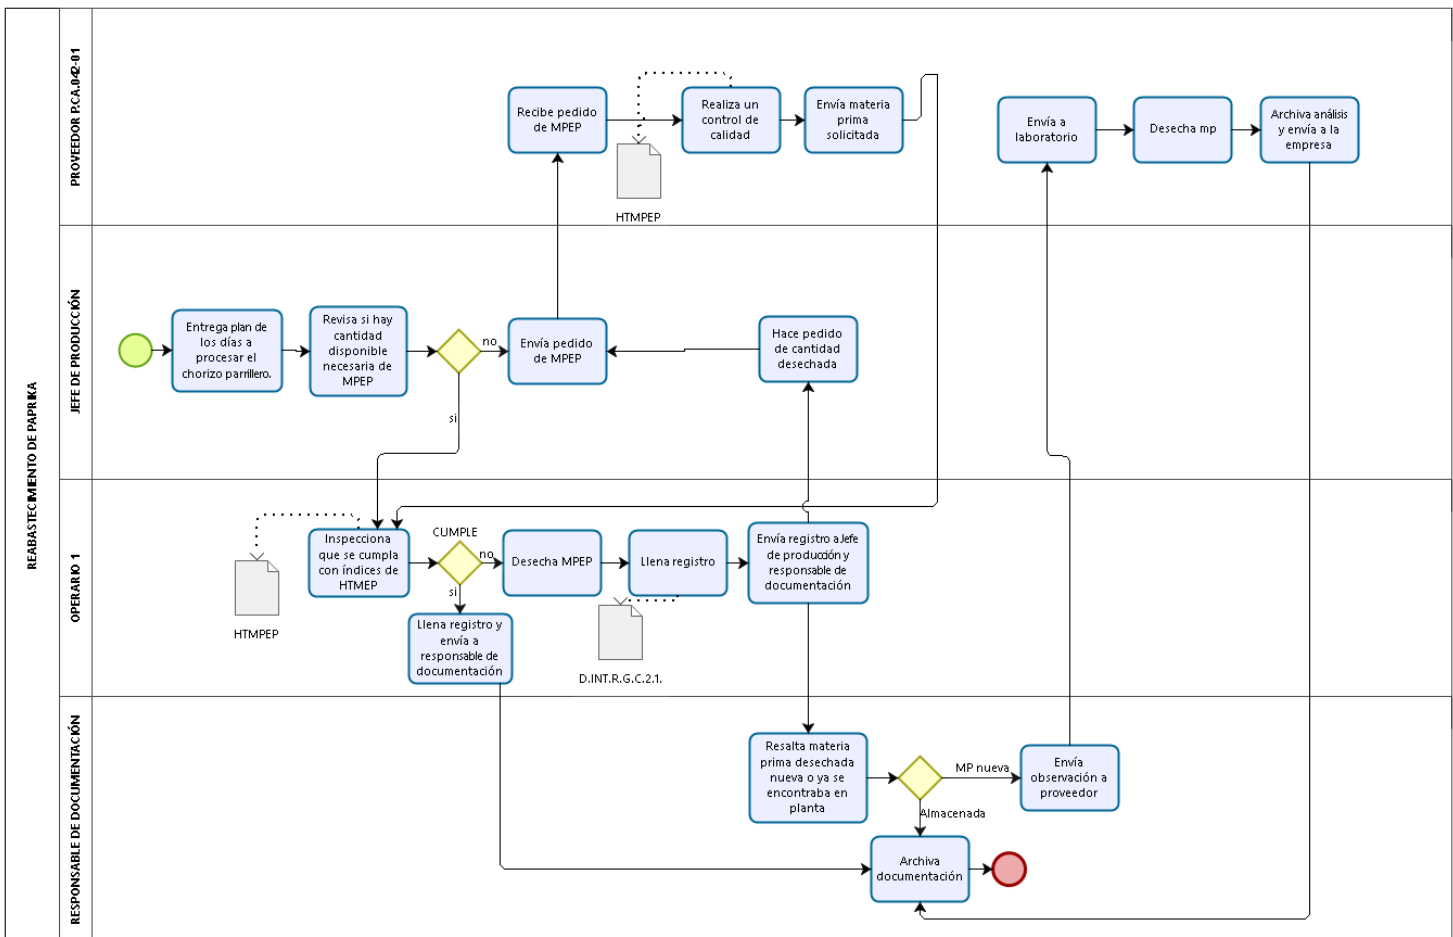 REABASTECIMIENTO DE PAPRIKA
PROVEEDOR P.CA.042-01
Recibe pedido
de MPEP
Realiza un
control de
calidad
Envía materia
prima
solicitada
HTMPEP
Envía a
laboratorio
Desecha mp
Archiva análisis
y envía a la
empresa
JEFE DE PRODUCCIÓN
Entrega plan de
los días a
procesar el
chorizo parrillero.
Revisa si hay
cantidad
disponible
necesaria de
MPEP
no
si
Envía pedido
de MPEP
Hace pedido
de cantidad
desechada
OPERARIO 1
Inspecciona
que se cumpla
con índices de
HTMEP
HTMPEP
CUMPLE
no
si
Desecha MPEP
Llena registro
D.INT.R.G.C.2.1.
Envía registro a Jefe
de producción y
responsable de
documentación
Llena registro y
envía a
responsable de
documentación
RESPONSABLE DE DOCUMENTACIÓN
Resalta materia
prima desechada
nueva o ya se
encontraba en
planta
MP nueva
Almacenada
Envía
observación a
proveedor
Archiva
documentación